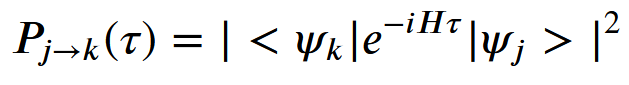 P_{j→k}(τ) = | < ψ_k|e^{−iHτ}|ψ_j > |^2